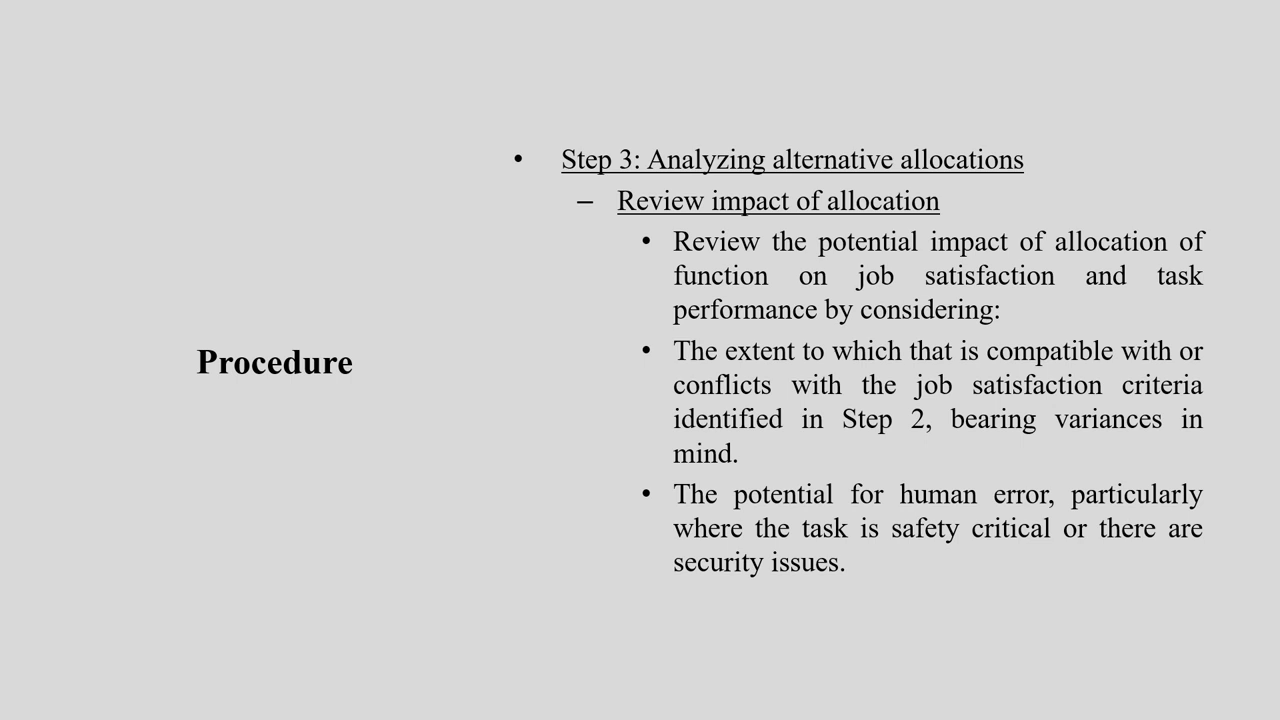 Procedure
• Step 3: Analyzing alternative allocations
– Review impact of allocation
• Review the potential impact of allocation of
function on job satisfaction and task
performance by considering:
• The extent to which that is compatible with or
conflicts with the job satisfaction criteria
identified in Step 2, bearing variances in
mind.
• The potential for human error, particularly
where the task is safety critical or there are
security issues.